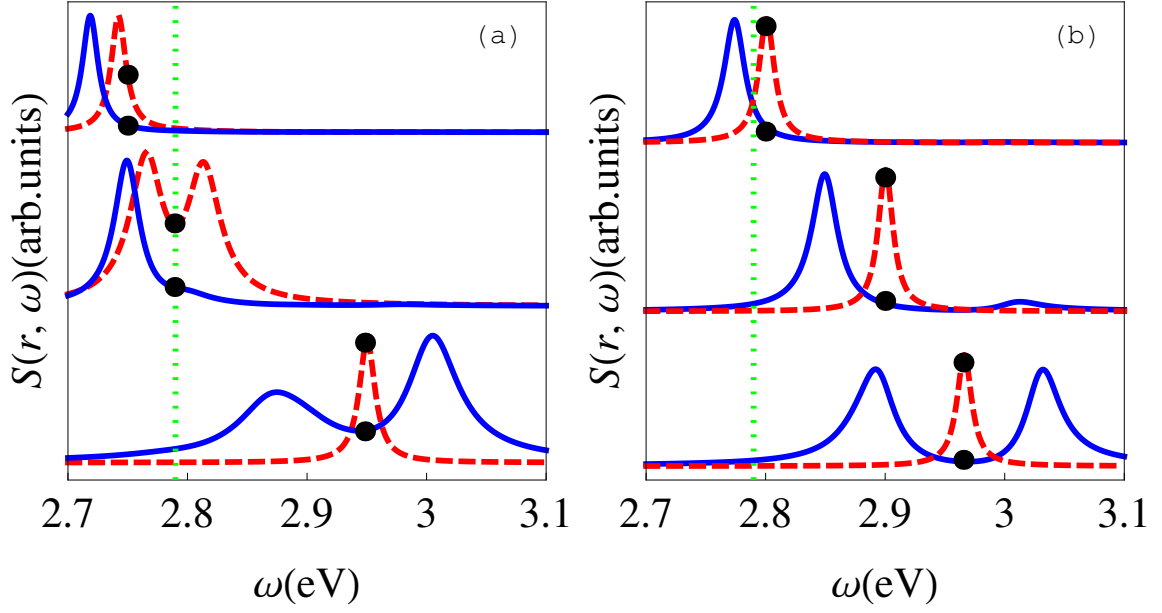 (a)
S(r, ω)(arb.units)
2.7 2.8 2.9 3 3.1
ω(eV)
(b)
S(r, ω)(arb.units)
2.7 2.8 2.9 3 3.1
ω(eV)